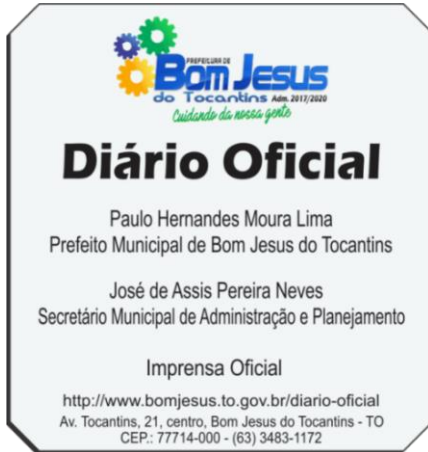 PREFEITURA DE
Bom Jesus
do Tocantins Adm. 2017/2020
Cuidando da nossa gente
Diário Oficial
Paulo Hernandes Moura Lima
Prefeito Municipal de Bom Jesus do Tocantins
José de Assis Pereira Neves
Secretário Municipal de Administração e Planejamento
Imprensa Oficial
http://www.bomjesus.to.gov.br/diario-oficial
Av. Tocantins, 21, centro, Bom Jesus do Tocantins - TO
CEP.: 77714-000 - (63) 3483-1172